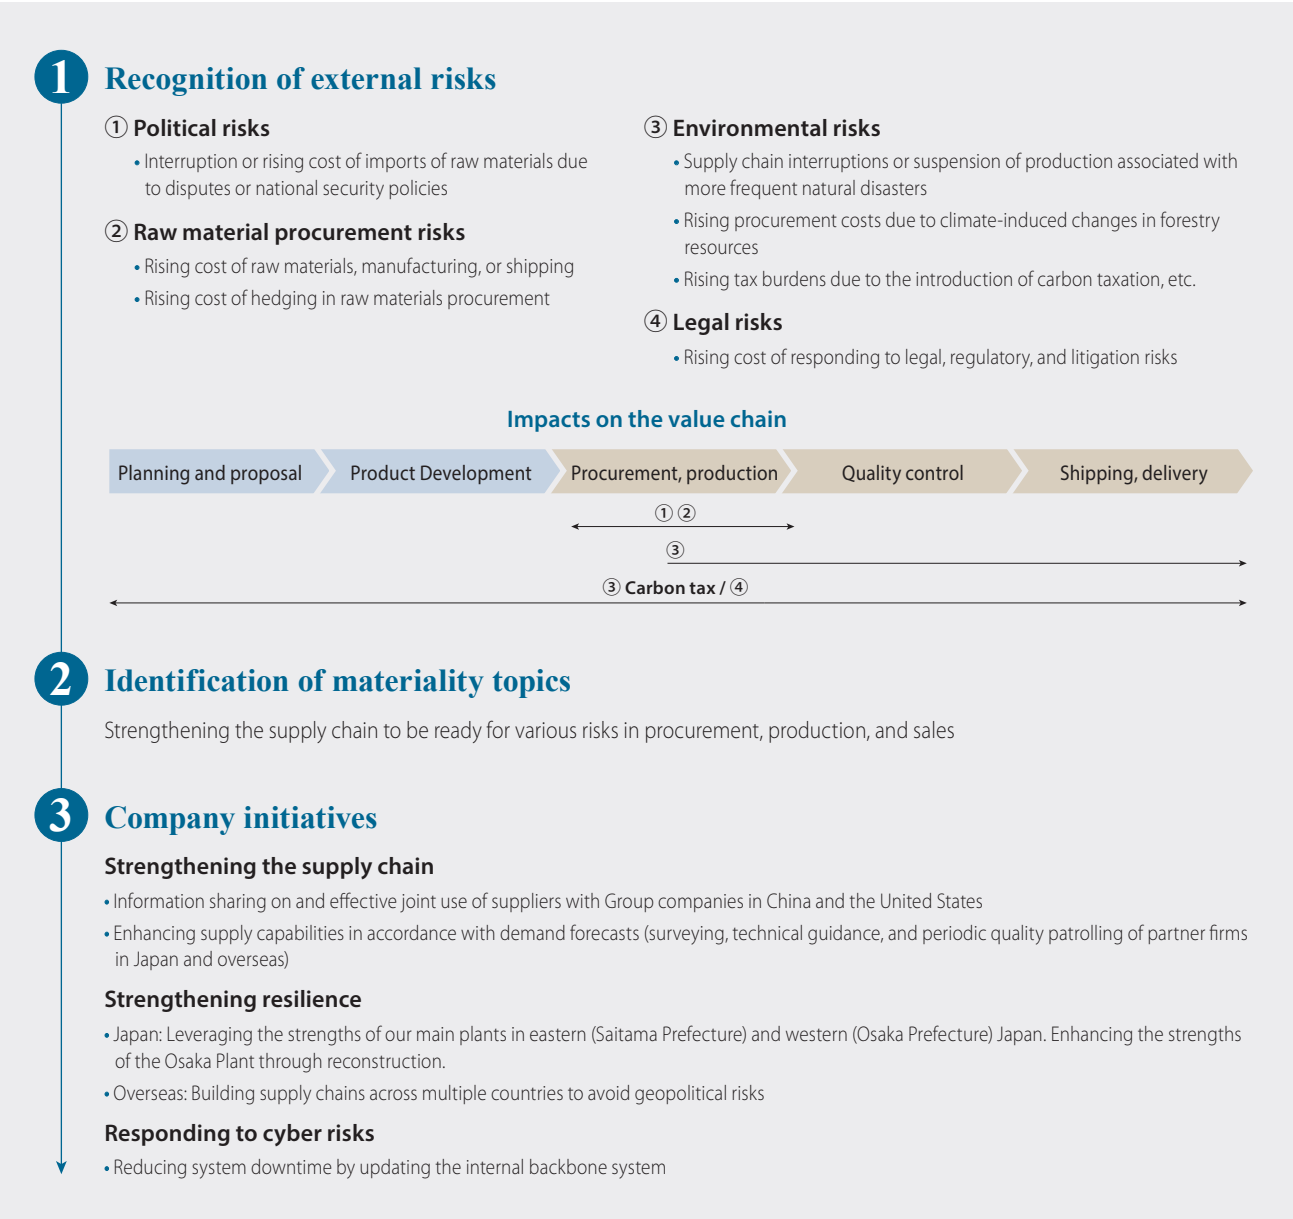 1 Recognition of external risks
① Political risks
• Interruption or rising cost of imports of raw materials due
to disputes or national security policies
② Raw material procurement risks
• Rising cost of raw materials, manufacturing, or shipping
• Rising cost of hedging in raw materials procurement
③ Environmental risks
• Supply chain interruptions or suspension of production associated with
more frequent natural disasters
• Rising procurement costs due to climate-induced changes in forestry
resources
• Rising tax burdens due to the introduction of carbon taxation, etc.
④ Legal risks
• Rising cost of responding to legal, regulatory, and litigation risks
Impacts on the value chain
Planning and proposal
Product Development
Procurement, production
Quality control
Shipping, delivery
① ②
③
③ Carbon tax / ④
2 Identification of materiality topics
Strengthening the supply chain to be ready for various risks in procurement, production, and sales
3 Company initiatives
Strengthening the supply chain
• Information sharing on and effective joint use of suppliers with Group companies in China and the United States
• Enhancing supply capabilities in accordance with demand forecasts (surveying, technical guidance, and periodic quality patrolling of partner firms
in Japan and overseas)
Strengthening resilience
• Japan: Leveraging the strengths of our main plants in eastern (Saitama Prefecture) and western (Osaka Prefecture) Japan. Enhancing the strengths
of the Osaka Plant through reconstruction.
• Overseas: Building supply chains across multiple countries to avoid geopolitical risks
Responding to cyber risks
• Reducing system downtime by updating the internal backbone system